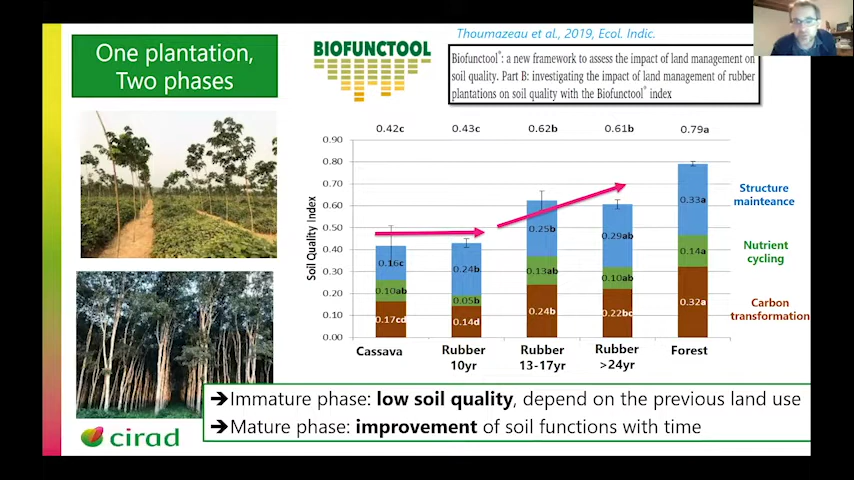 One plantation,
Two phases
BIOFUNCTOOL
Thoumazeau et al., 2019, Ecol. Indic.
Biofunctool®: a new framework to assess the impact of land management on
soil quality. Part B: investigating the impact of land management of rubber
plantations on soil quality with the Biofunctool® index
0.42c 0.43c 0.62b 0.61b 0.79a
Soil Quality Index
0.90
0.80
0.70
0.60
0.50
0.40
0.30
0.20
0.10
0.00
0.16c
0.10ab
0.17cd
0.24b
0.05b
0.14d
0.25b
0.13ab
0.24b
0.29ab
0.10ab
0.22bc
0.33a
0.14a
0.32a
Structure
mainteance
Nutrient
cycling
Carbon
transformation
Cassava
Rubber
10yr
Rubber
13-17yr
Rubber
>24yr
Forest
➔Immature phase: low soil quality, depend on the previous land use
➔Mature phase: improvement of soil functions with time
cirad